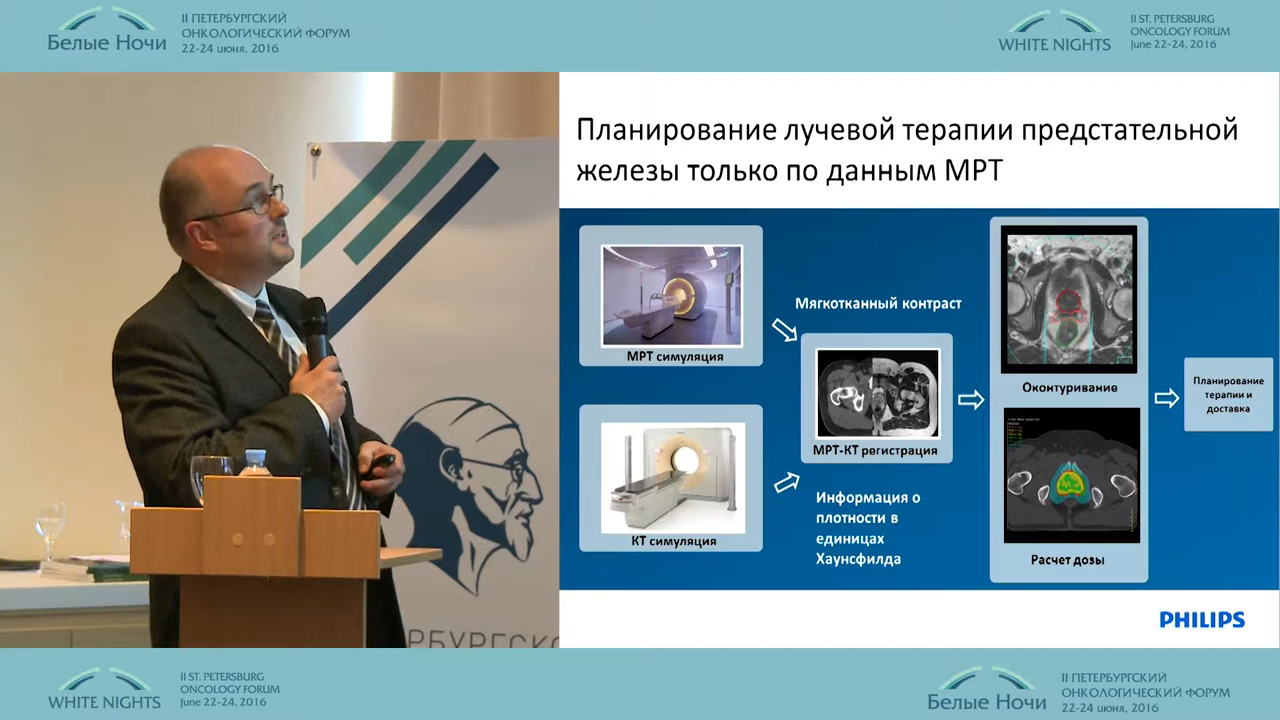 Белые Ночи
II ПЕТЕРБУРГСКИЙ
ОНКОЛОГИЧЕСКИЙ ФОРУМ
22-24 июня, 2016
WHITE NIGHTS
II ST. PETERSBURG
ONCOLOGY FORUM
June 22-24, 2016
Планирование лучевой терапии предстательной
железы только по данным МРТ
МРТ симуляция
Мягкотканный контраст
МРТ-КТ регистрация
КТ симуляция
Информация о
плотности в
единицах
Хаунсфилда
Оконтуривание
Расчет дозы
Планирование
терапии и
доставка
PHILIPS
РБУРГСК
WHITE NIGHTS
II ST. PETERSBURG
ONCOLOGY FORUM
June 22-24, 2016
Белые Ночи
II ПЕТЕРБУРГСКИЙ
ОНКОЛОГИЧЕСКИЙ ФОРУМ
22-24 июня, 2016